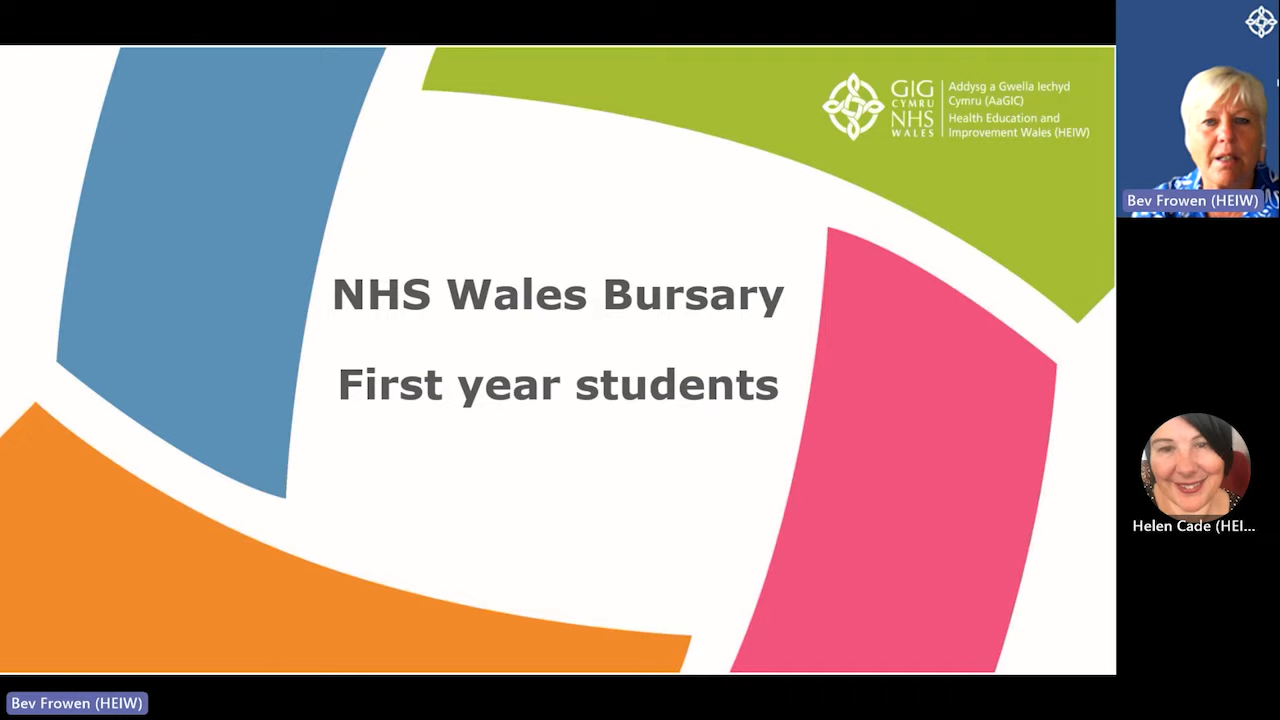 GIG
CYMRU
NHS
WALES
Addysg a Gwella Iechyd
Cymru (AaGIC)
Health Education and
Improvement Wales (HEIW)
NHS Wales Bursary
First year students
Bev Frowen (HEIW)
Helen Cade (HEI...
Bev Frowen (HEIW)